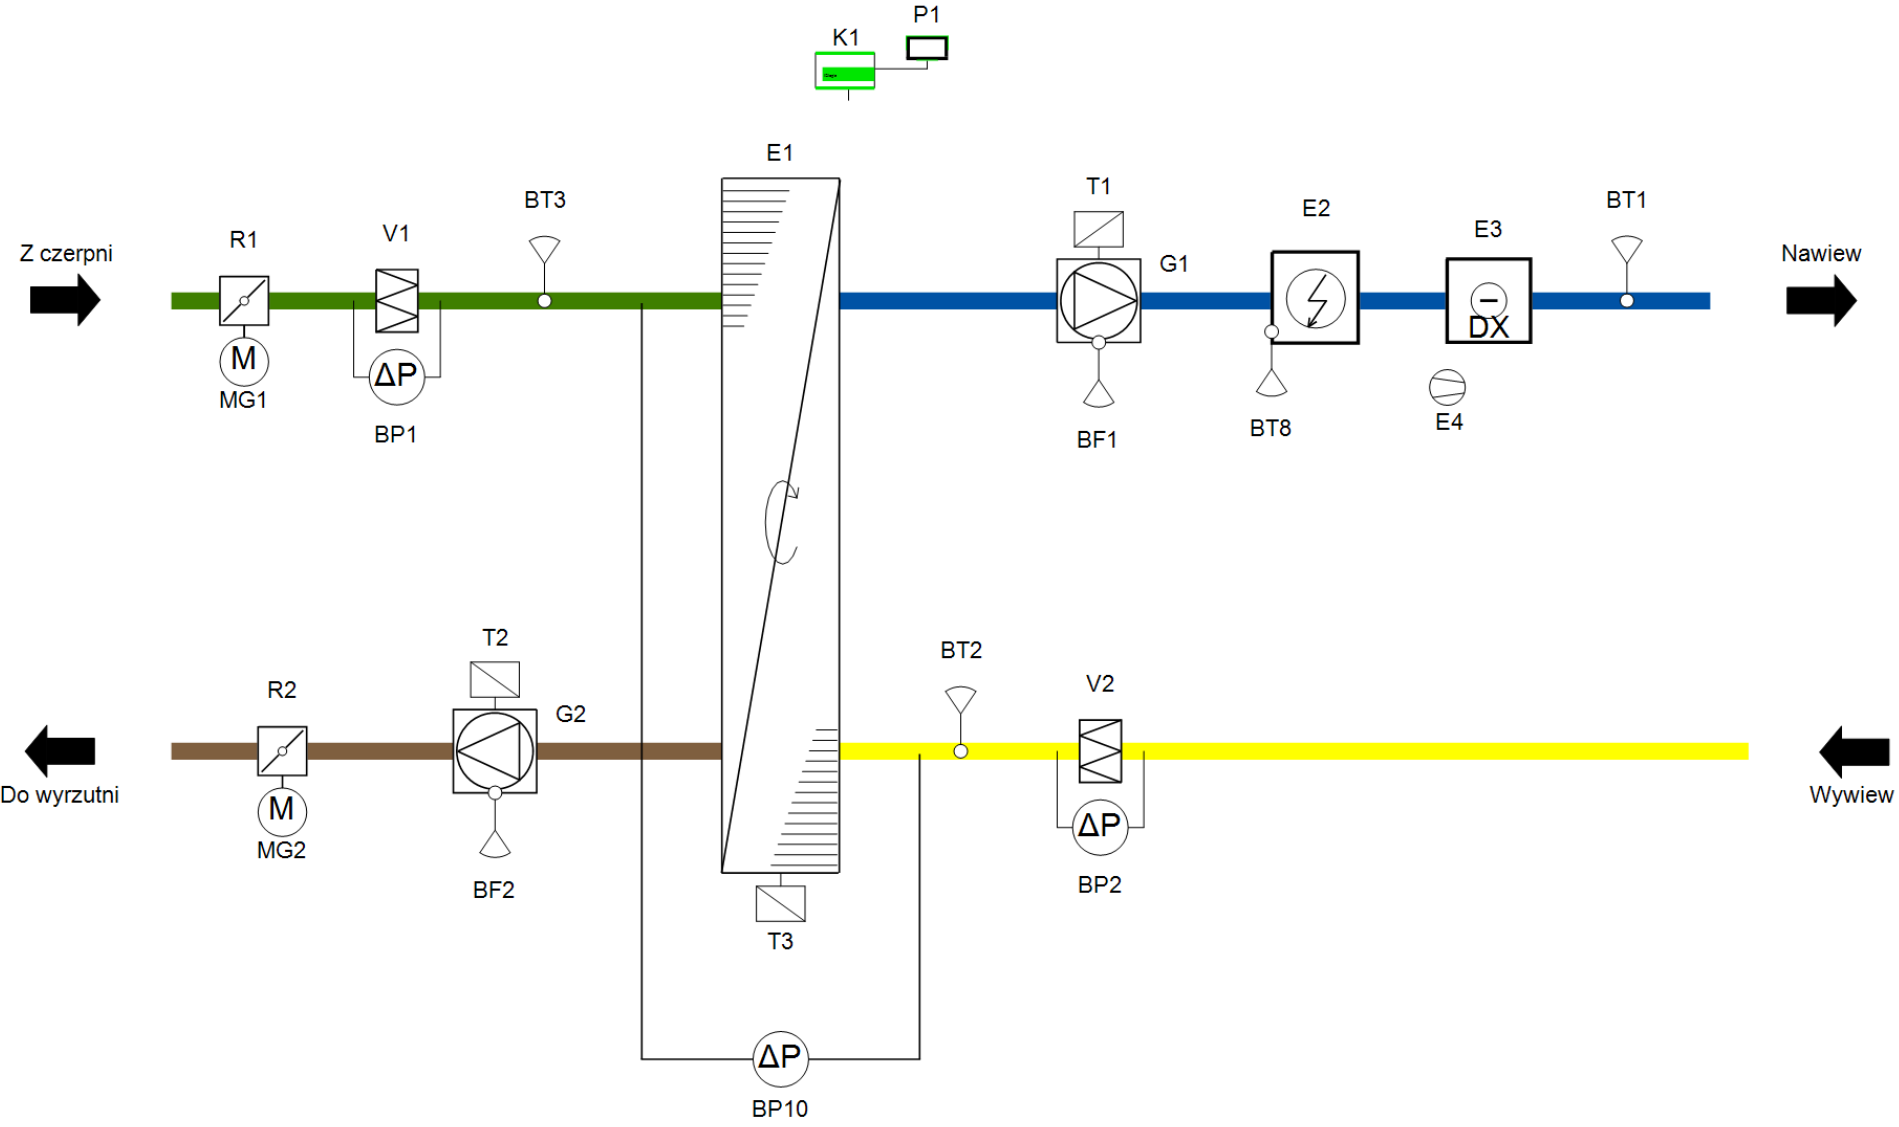 P1
K1
E1
T1
BT3
BT1
E2
V1
R1
E3
Z czerpni
G1
Nawiew
DX
M
ΔP
MG1
E4
BT8
BP1
BF1
T2
BT2
R2
V2
G2
Do wyrzutni
Wywiew
M
ΔP
MG2
BF2
BP2
T3
ΔP
BP10